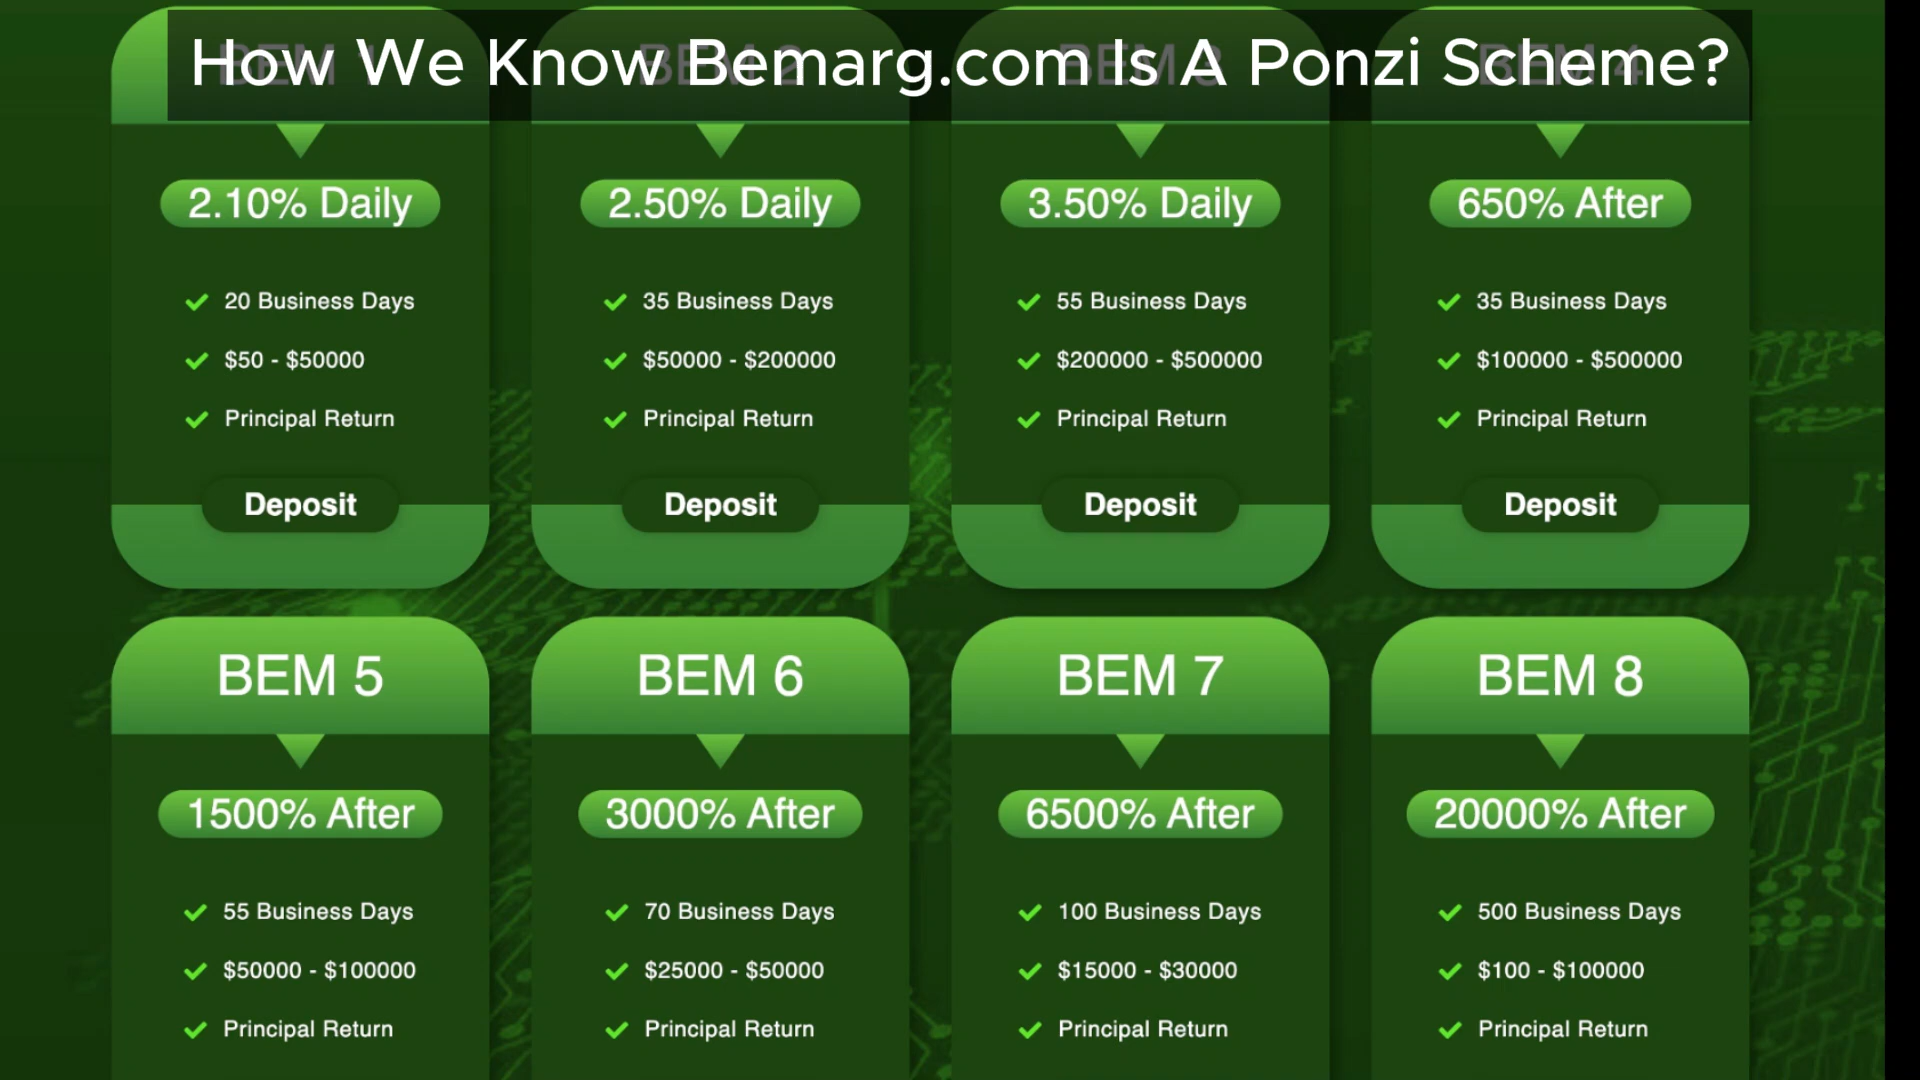 How We Know Bemarg.com Is A Ponzi Scheme?
2.10% Daily
20 Business Days
$50 - $50000
Principal Return
Deposit
2.50% Daily
35 Business Days
$50000 - $200000
Principal Return
Deposit
3.50% Daily
55 Business Days
$200000 - $500000
Principal Return
Deposit
650% After
35 Business Days
$100000 - $500000
Principal Return
Deposit
BEM 5
1500% After
55 Business Days
$50000 - $100000
Principal Return
BEM 6
3000% After
70 Business Days
$25000 - $50000
Principal Return
BEM 7
6500% After
100 Business Days
$15000 - $30000
Principal Return
BEM 8
20000% After
500 Business Days
$100 - $100000
Principal Return